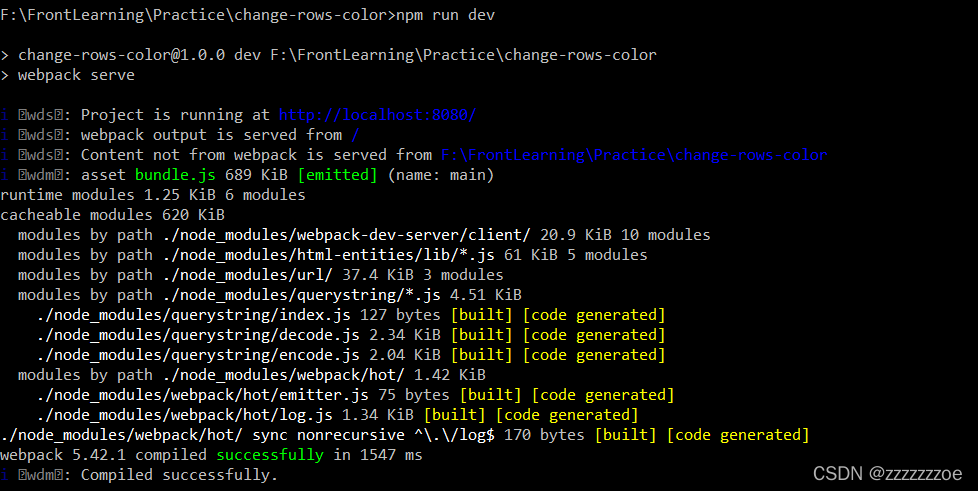 F:\FrontLearning\Practice\change-rows-color>npm run dev
> change-rows-color@1.0.0 dev F:\FrontLearning\Practice\change-rows-color
> webpack serve
i ｢wds｣: Project is running at http://localhost:8080/
i ｢wds｣: webpack output is served from /
i ｢wds｣: Content not from webpack is served from F:\FrontLearning\Practice\change-rows-color
i ｢wdm｣: asset bundle.js 689 KiB [emitted] (name: main)
runtime modules 1.25 KiB 6 modules
cacheable modules 620 KiB
  modules by path ./node_modules/webpack-dev-server/client/ 20.9 KiB 10 modules
  modules by path ./node_modules/html-entities/lib/*.js 61 KiB 5 modules
  modules by path ./node_modules/url/ 37.4 KiB 3 modules
  modules by path ./node_modules/querystring/*.js 4.51 KiB
    ./node_modules/querystring/index.js 127 bytes [built] [code generated]
    ./node_modules/querystring/decode.js 2.34 KiB [built] [code generated]
    ./node_modules/querystring/encode.js 2.04 KiB [built] [code generated]
  modules by path ./node_modules/webpack/hot/ 1.42 KiB
    ./node_modules/webpack/hot/emitter.js 75 bytes [built] [code generated]
    ./node_modules/webpack/hot/log.js 1.34 KiB [built] [code generated]
./node_modules/webpack/hot/ sync nonrecursive ^\.\/log$ 170 bytes [built] [code generated]
webpack 5.42.1 compiled successfully in 1547 ms
i ｢wdm｣: Compiled successfully.
CSDN @zzzzzzzoe